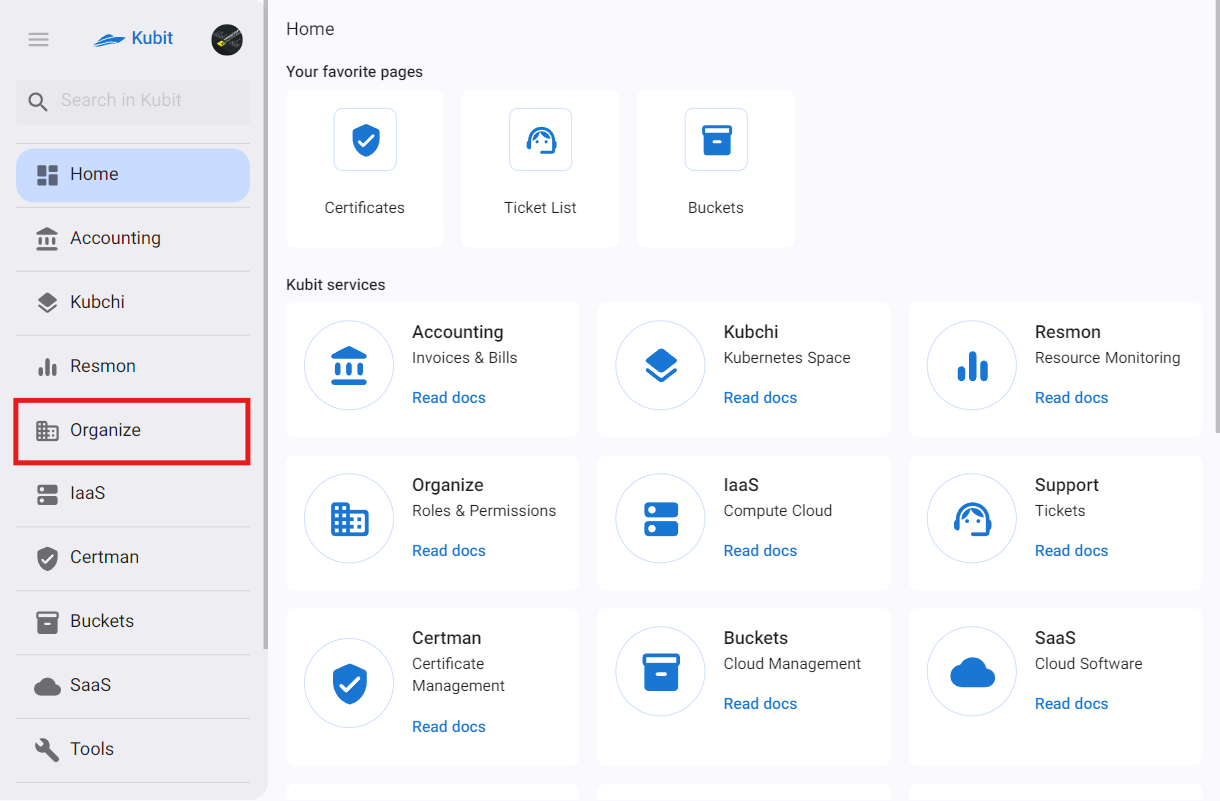 Kubit
Search in Kubit
Home
Accounting
Kubchi
Resmon
Organize
IaaS
Certman
Buckets
SaaS
Tools
Home
Your favorite pages
Certificates
Ticket List
Buckets
Kubit services
Accounting
Invoices & Bills
Read docs
Kubchi
Kubernetes Space
Read docs
Resmon
Resource Monitoring
Read docs
Organize
Roles & Permissions
Read docs
IaaS
Compute Cloud
Read docs
Support
Tickets
Read docs
Certman
Certificate
Management
Read docs
Buckets
Cloud Management
Read docs
SaaS
Cloud Software
Read docs